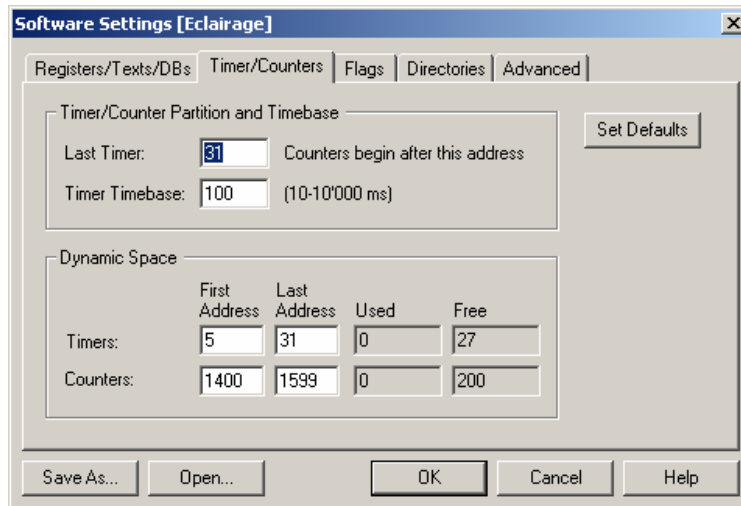 Software Settings [Eclairage]
Registers/Texts/DBs Timer/Counters Flags Directories Advanced
Timer/Counter Partition and Timebase
Set Defaults
Last Timer: 31 Counters begin after this address
Timer Timebase: 100 (10-10'000 ms)
Dynamic Space
First Last
Address Address Used Free
Timers: 5 31 0 27
Counters: 1400 1599 0 200
Save As... Open... OK Cancel Help